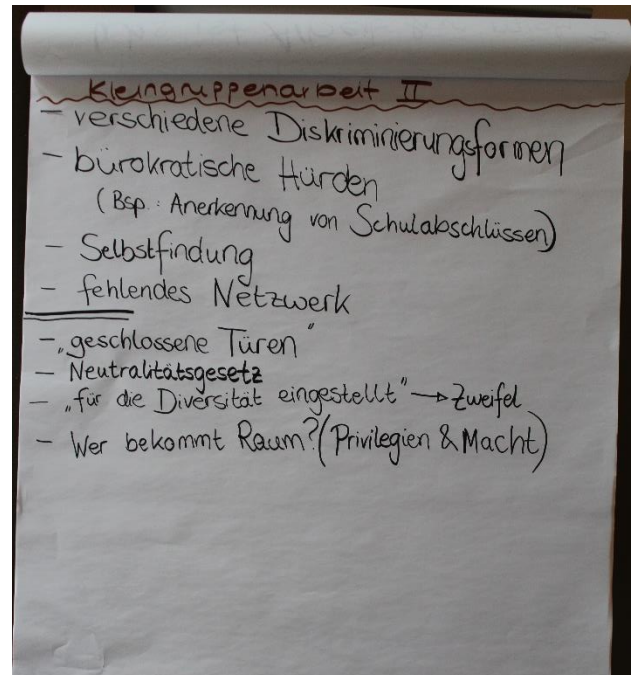 Kleingruppenarbeit II
- verschiedene Diskriminierungsformen
- bürokratische Hürden
(Bsp.: Anerkennung von Schulabschlüssen)
- Selbstfindung
- fehlendes Netzwerk
- „geschlossene Türen"
- Neutralitätsgesetz
- „für die Diversität eingestellt" → Zweifel
- Wer bekommt Raum? (Privilegien & Macht)